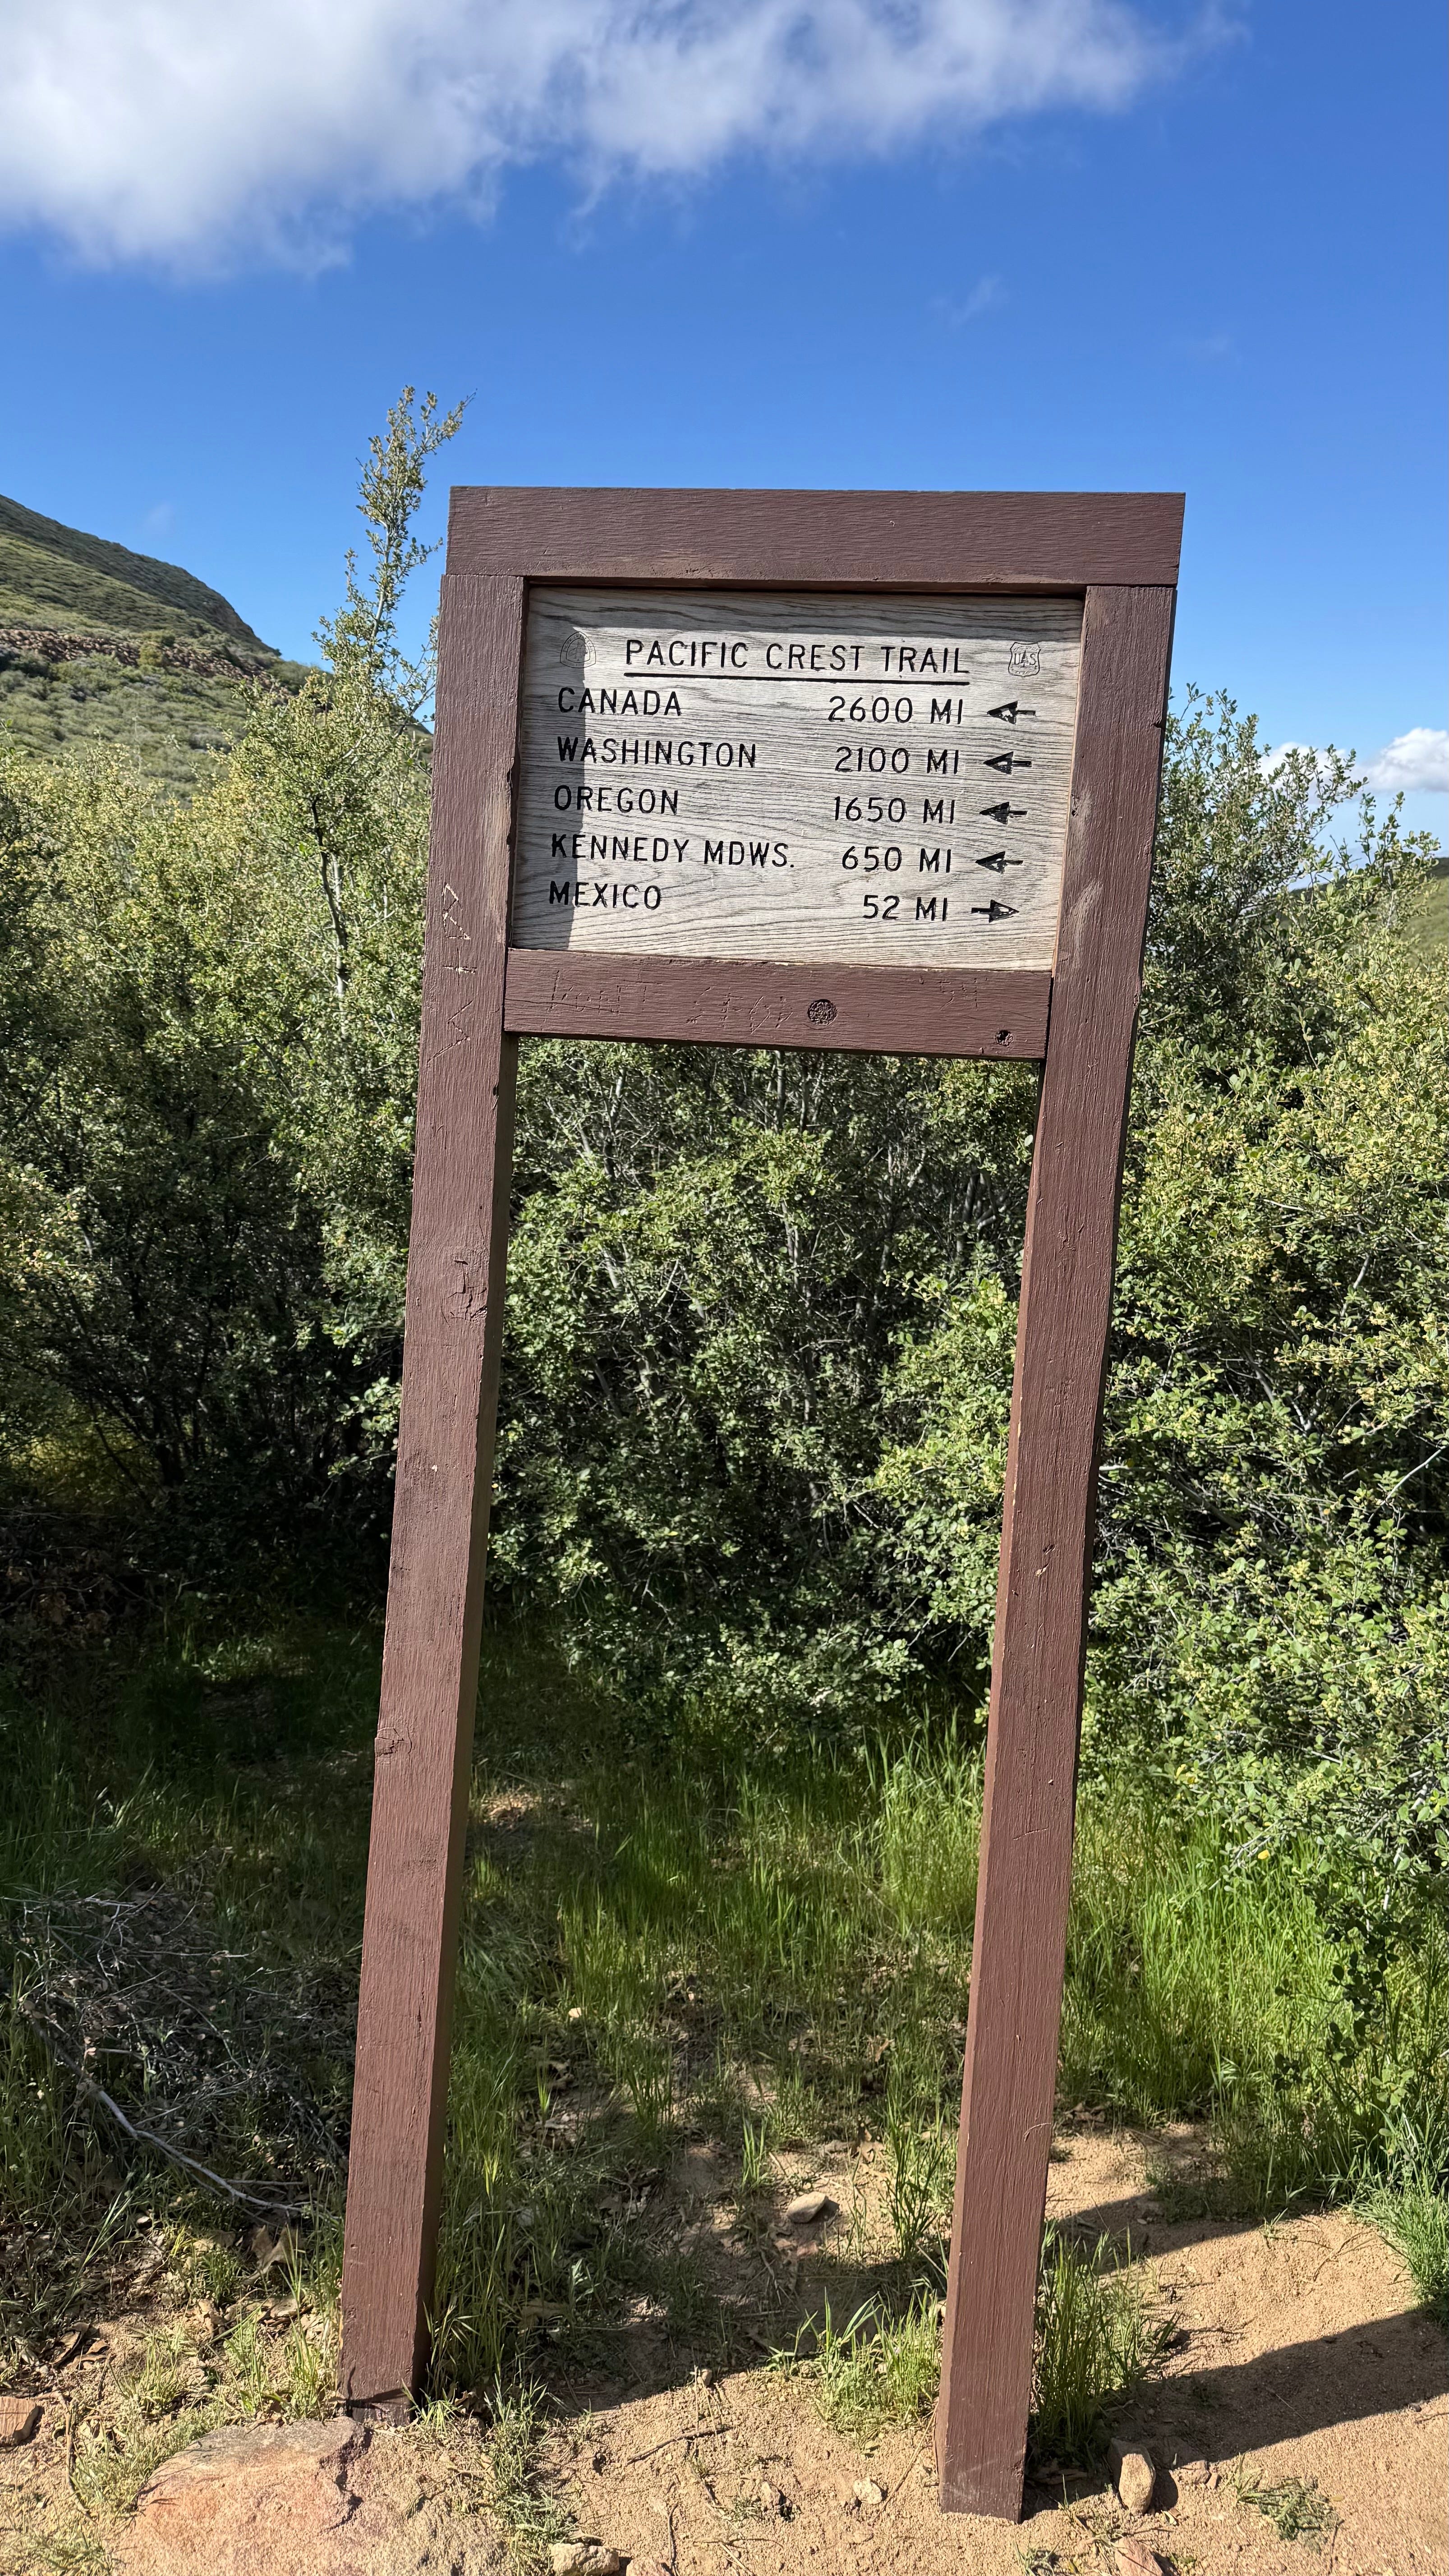 PACIFIC CREST TRAIL
US
CANADA 2600 MI
WASHINGTON 2100 MI
OREGON 1650 MI
KENNEDY MDWS. 650 MI
MEXICO 52 MI